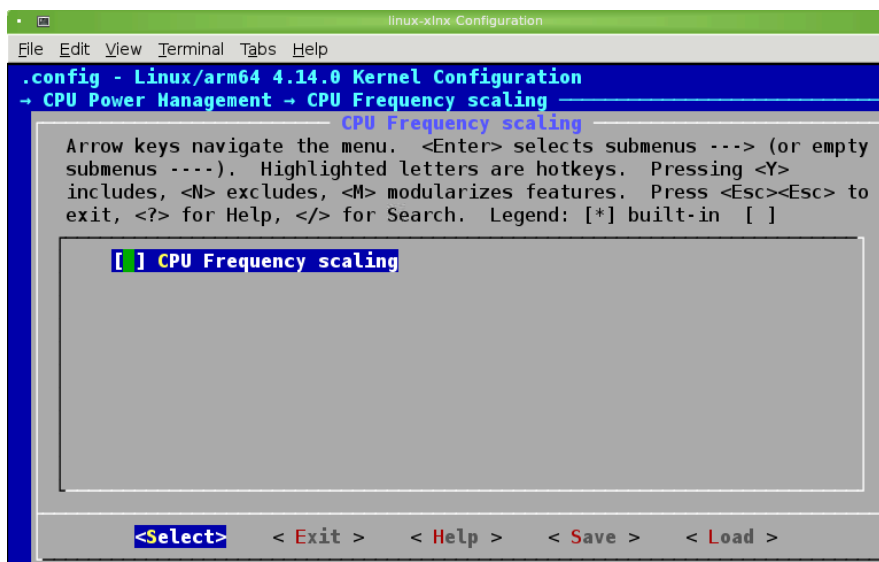 linux-xlnx Configuration
File Edit View Terminal Tabs Help
.config - Linux/arm64 4.14.0 Kernel Configuration
→ CPU Power Management → CPU Frequency scaling
CPU Frequency scaling
Arrow keys navigate the menu. <Enter> selects submenus ---> (or empty
submenus ----). Highlighted letters are hotkeys. Pressing <Y>
includes, <N> excludes, <M> modularizes features. Press <Esc><Esc> to
exit, <?> for Help, </> for Search. Legend: [*] built-in [ ]
[ ] CPU Frequency scaling
<Select> < Exit > < Help > < Save > < Load >